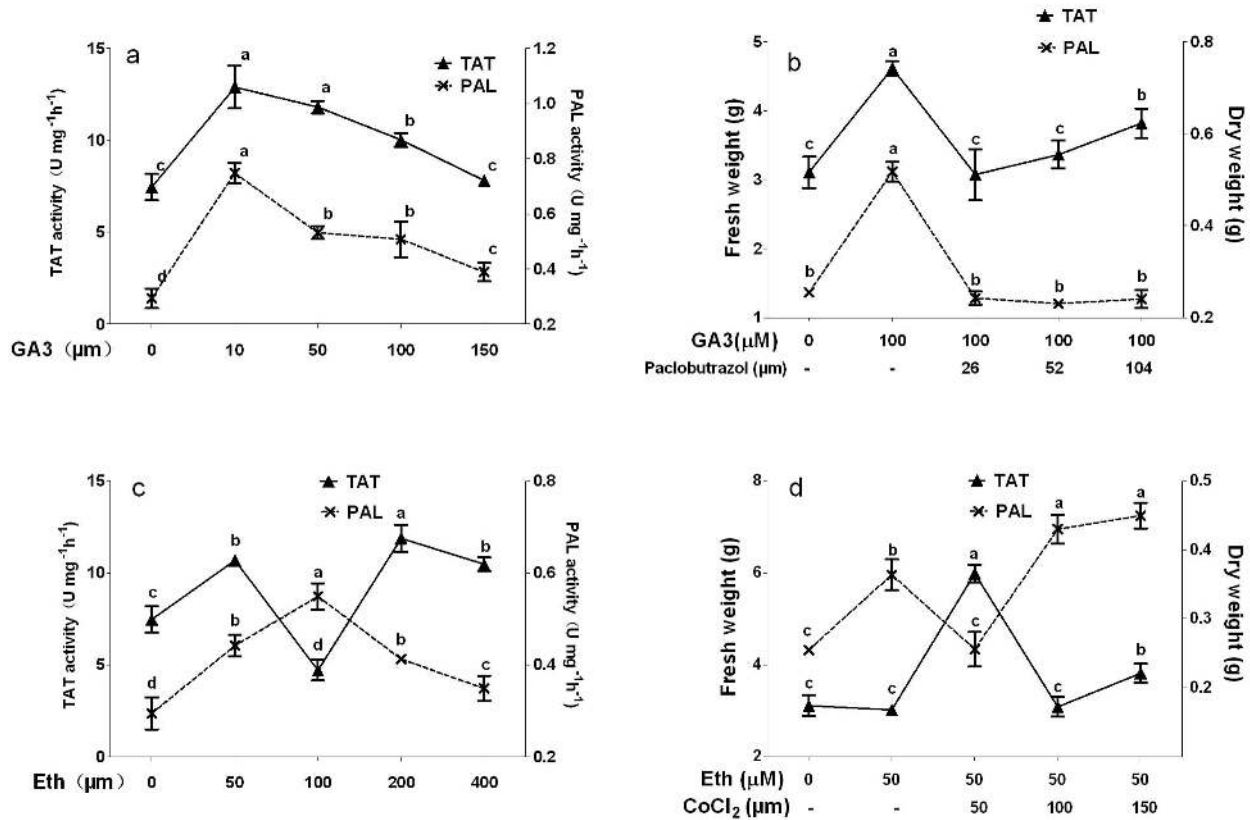 a
TAT
PAL
15
10
5
0
TAT activity (U mg⁻¹h⁻¹)
1.2
1.0
0.8
0.6
0.4
0.2
PAL activity (U mg⁻¹h⁻¹)
c
a
a
b
c
d
a
b
b
c
GA3 (μm) 0 10 50 100 150
b
TAT
PAL
5
4
3
2
1
Fresh weight (g)
0.8
0.6
0.4
0.2
Dry weight (g)
c
a
c
c
b
b
a
b
b
b
GA3(μM) 0 100 100 100 100
Paclobutrazol (μm) - - 26 52 104
c
TAT
PAL
15
10
5
0
TAT activity (U mg⁻¹h⁻¹)
0.8
0.6
0.4
0.2
PAL activity (U mg⁻¹h⁻¹)
c
b
d
a
b
d
b
a
b
c
Eth (μm) 0 50 100 200 400
d
TAT
PAL
8
6
4
2
Fresh weight (g)
0.5
0.4
0.3
0.2
Dry weight (g)
c
b
c
a
a
c
c
a
c
b
Eth (μM) 0 50 50 50 50
CoCl₂ (μm) - - 50 100 150